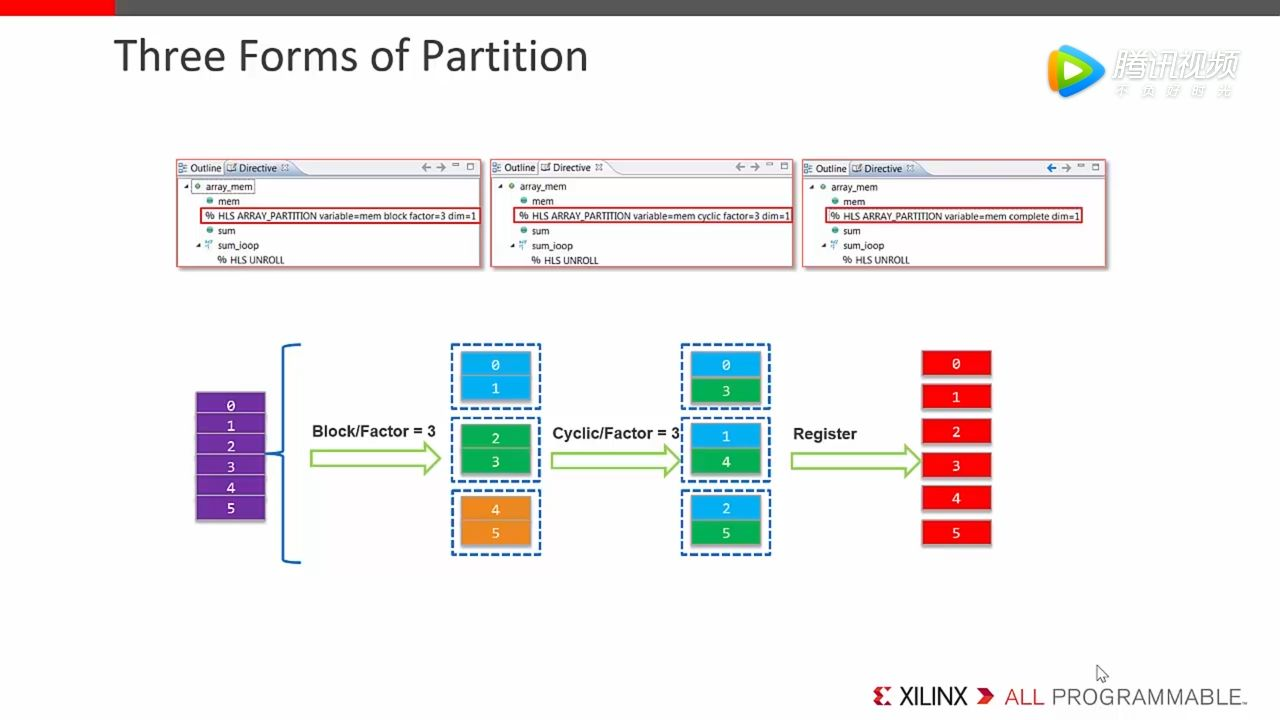 Three Forms of Partition
腾讯视频
不负好时光
Outline Directive
array_mem
mem
% HLS ARRAY_PARTITION variable=mem block factor=3 dim=1
sum
sum_ioop
% HLS UNROLL
Outline Directive
array_mem
mem
% HLS ARRAY_PARTITION variable=mem cyclic factor=3 dim=1
sum
sum_ioop
% HLS UNROLL
Outline Directive
array_mem
mem
% HLS ARRAY_PARTITION variable=mem complete dim=1
sum
sum_ioop
% HLS UNROLL
0
1
2
3
4
5
Block/Factor = 3
0
1
2
3
4
5
Cyclic/Factor = 3
0
3
1
4
2
5
Register
0
1
2
3
4
5
XILINX ALL PROGRAMMABLE™